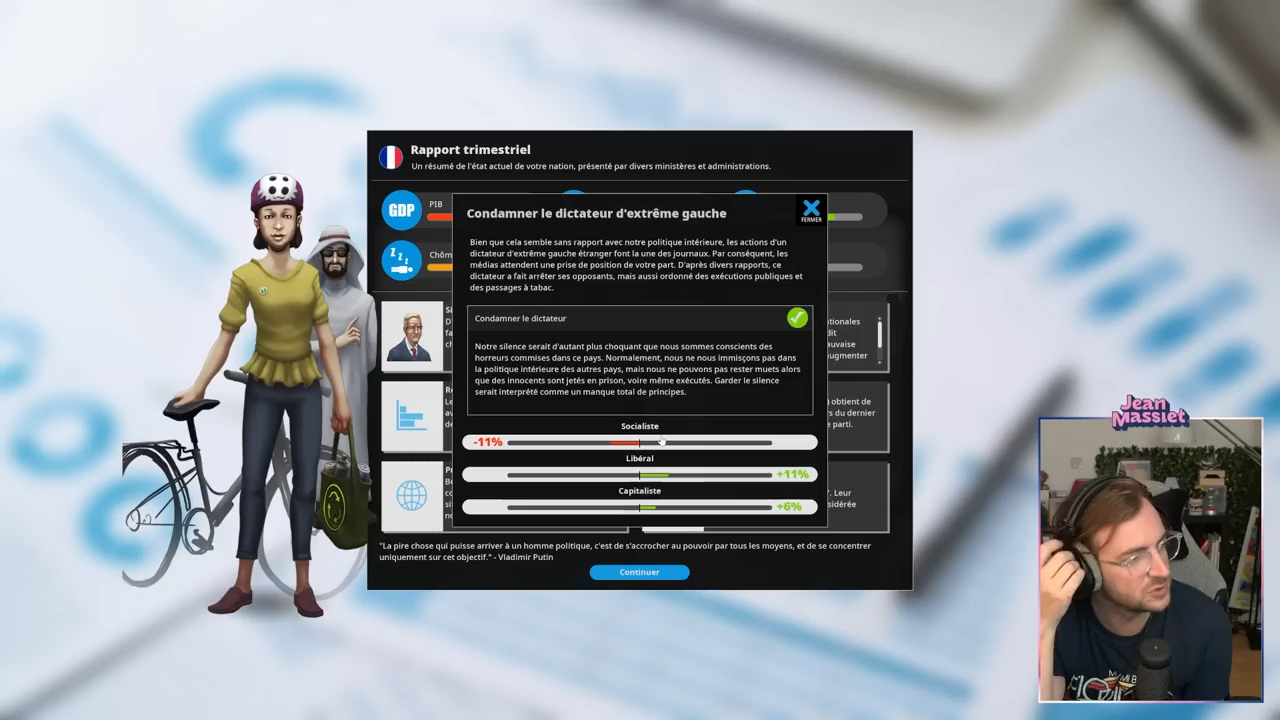 Rapport trimestriel
Un résumé de l'état actuel de votre nation, présenté par divers ministères et administrations.
GDP
PIB
Condamner le dictateur d'extrême gauche
FERMER
Bien que cela semble sans rapport avec notre politique intérieure, les actions d'un
dictateur d'extrême gauche étranger font la une des journaux. Par conséquent, les
médias attendent une prise de position de votre part. D'après divers rapports, ce
dictateur a fait arrêter ses opposants, mais aussi ordonné des exécutions publiques et
des passages à tabac.
Z Z Z
Chôm
Condamner le dictateur
Notre silence serait d'autant plus choquant que nous sommes conscients des
horreurs commises dans ce pays. Normalement, nous ne nous immisçons pas dans
la politique intérieure des autres pays, mais nous ne pouvons pas rester muets alors
que des innocents sont jetés en prison, voire même exécutés. Garder le silence
serait interprété comme un manque total de principes.
Socialiste
-11%
Libéral
+11%
Capitaliste
+6%
ationales
dit
auvaise
augmenter
) obtient de
s du dernier
parti.
". Leur
sidérée
"La pire chose qui puisse arriver à un homme politique, c'est de s'accrocher au pouvoir par tous les moyens, et de se concentrer
uniquement sur cet objectif." - Vladimir Putin
Continuer
Jean
Massiet